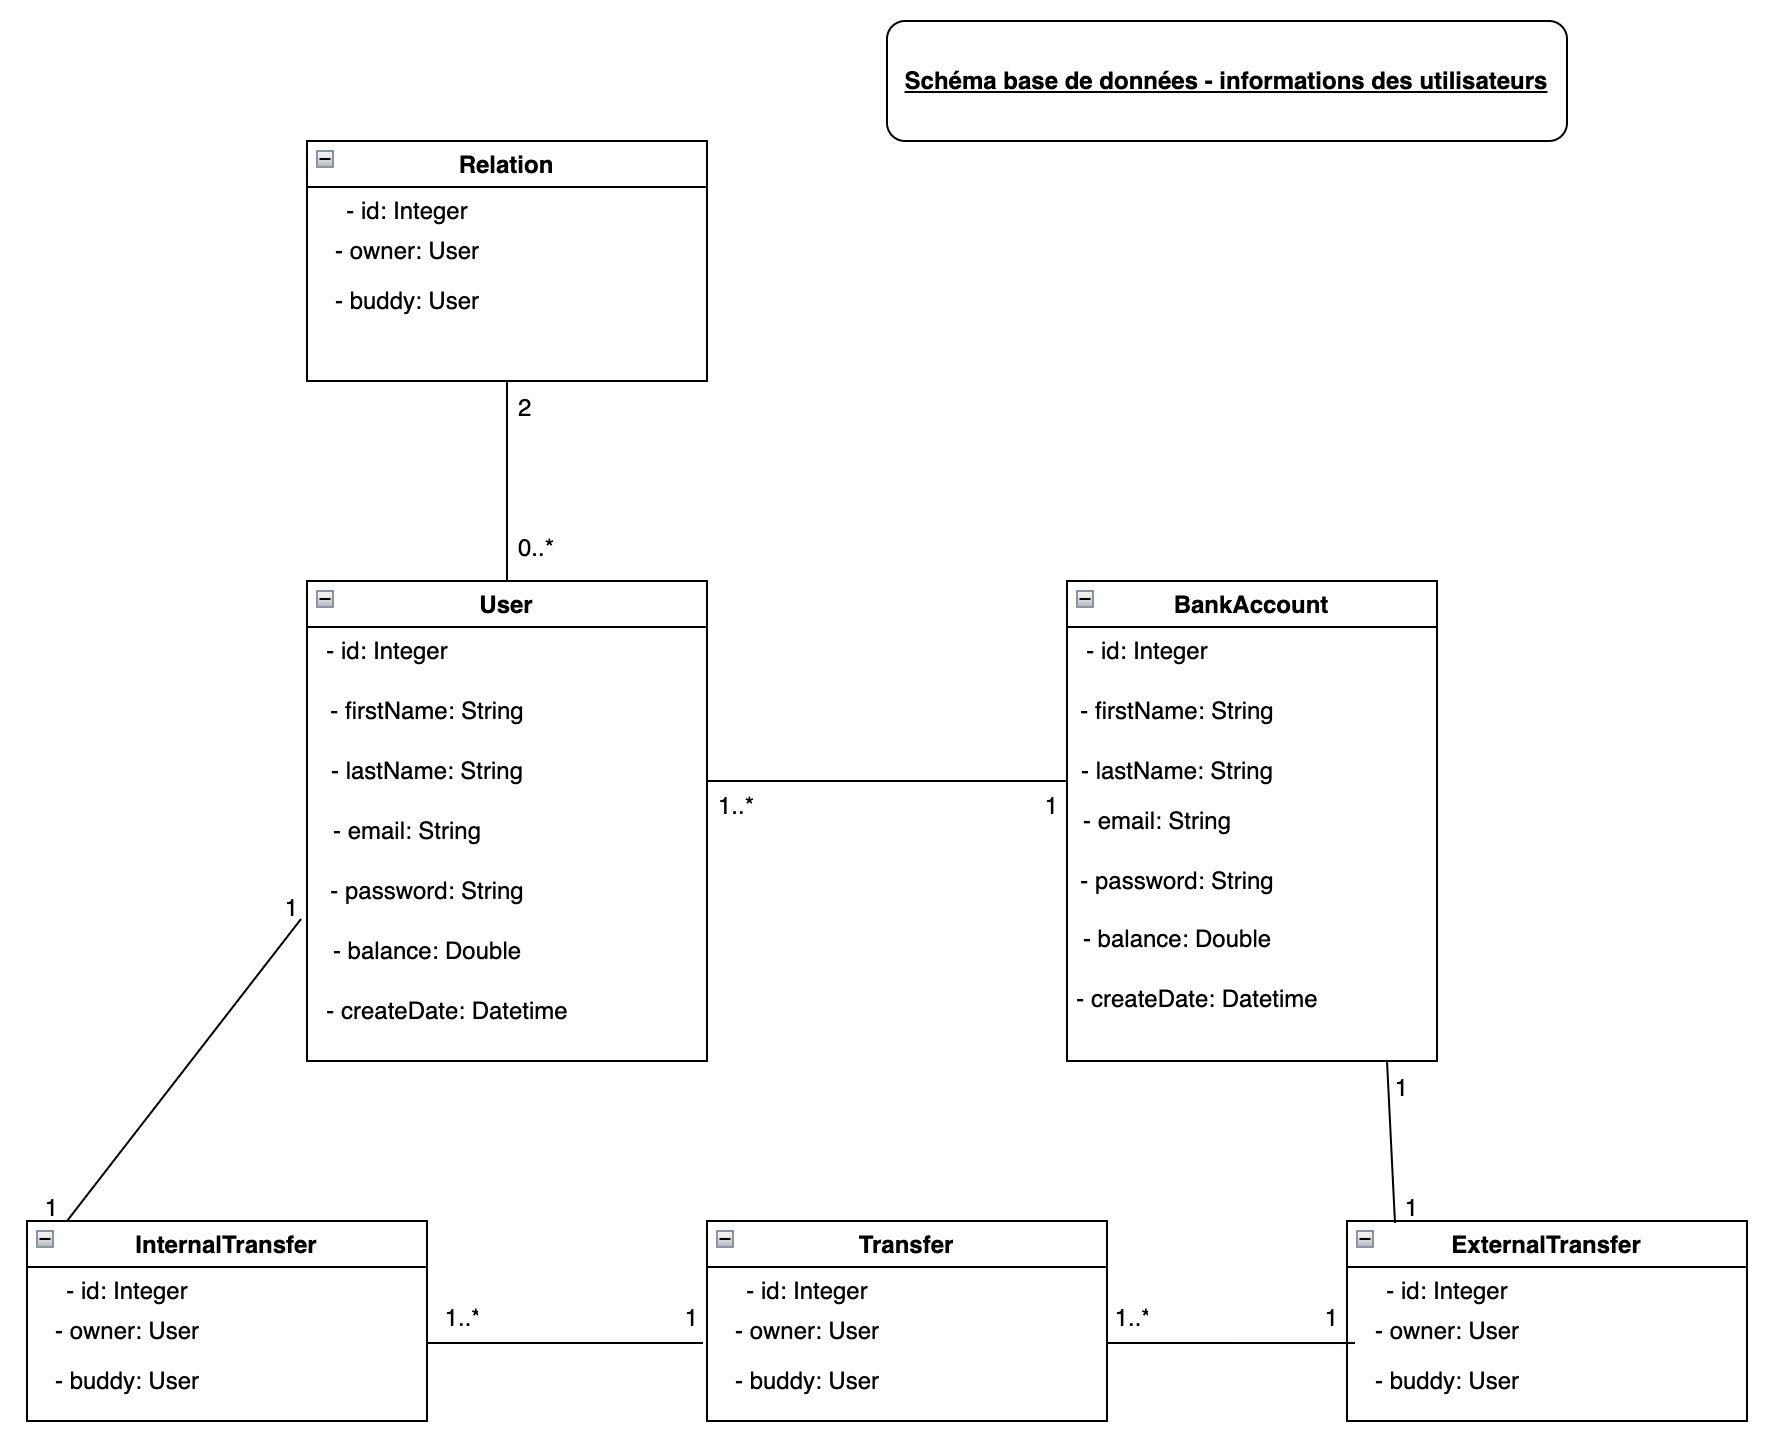 Schéma base de données - informations des utilisateurs
Relation
- id: Integer
- owner: User
- buddy: User
2
0..*
User
- id: Integer
- firstName: String
- lastName: String
- email: String
- password: String
- balance: Double
- createDate: Datetime
1..*
1
BankAccount
- id: Integer
- firstName: String
- lastName: String
- email: String
- password: String
- balance: Double
- createDate: Datetime
1
1
1
1
InternalTransfer
- id: Integer
- owner: User
- buddy: User
1..*
1
Transfer
- id: Integer
- owner: User
- buddy: User
1..*
1
ExternalTransfer
- id: Integer
- owner: User
- buddy: User